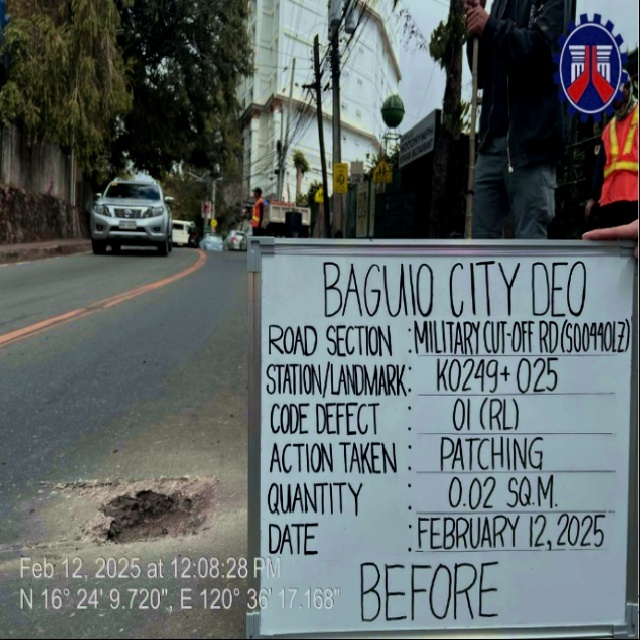 BAGUIO CITY DEO
ROAD SECTION : MILITARY CUT-OFF RD (S00440LZ)
STATION/LANDMARK: K0249+025
CODE DEFECT : 01 (RL)
ACTION TAKEN : PATCHING
QUANTITY : 0.02 SQ.M.
DATE : FEBRUARY 12, 2025
BEFORE
Feb 12, 2025 at 12:08:28 PM
N 16° 24' 9.720", E 120° 36' 17.168"